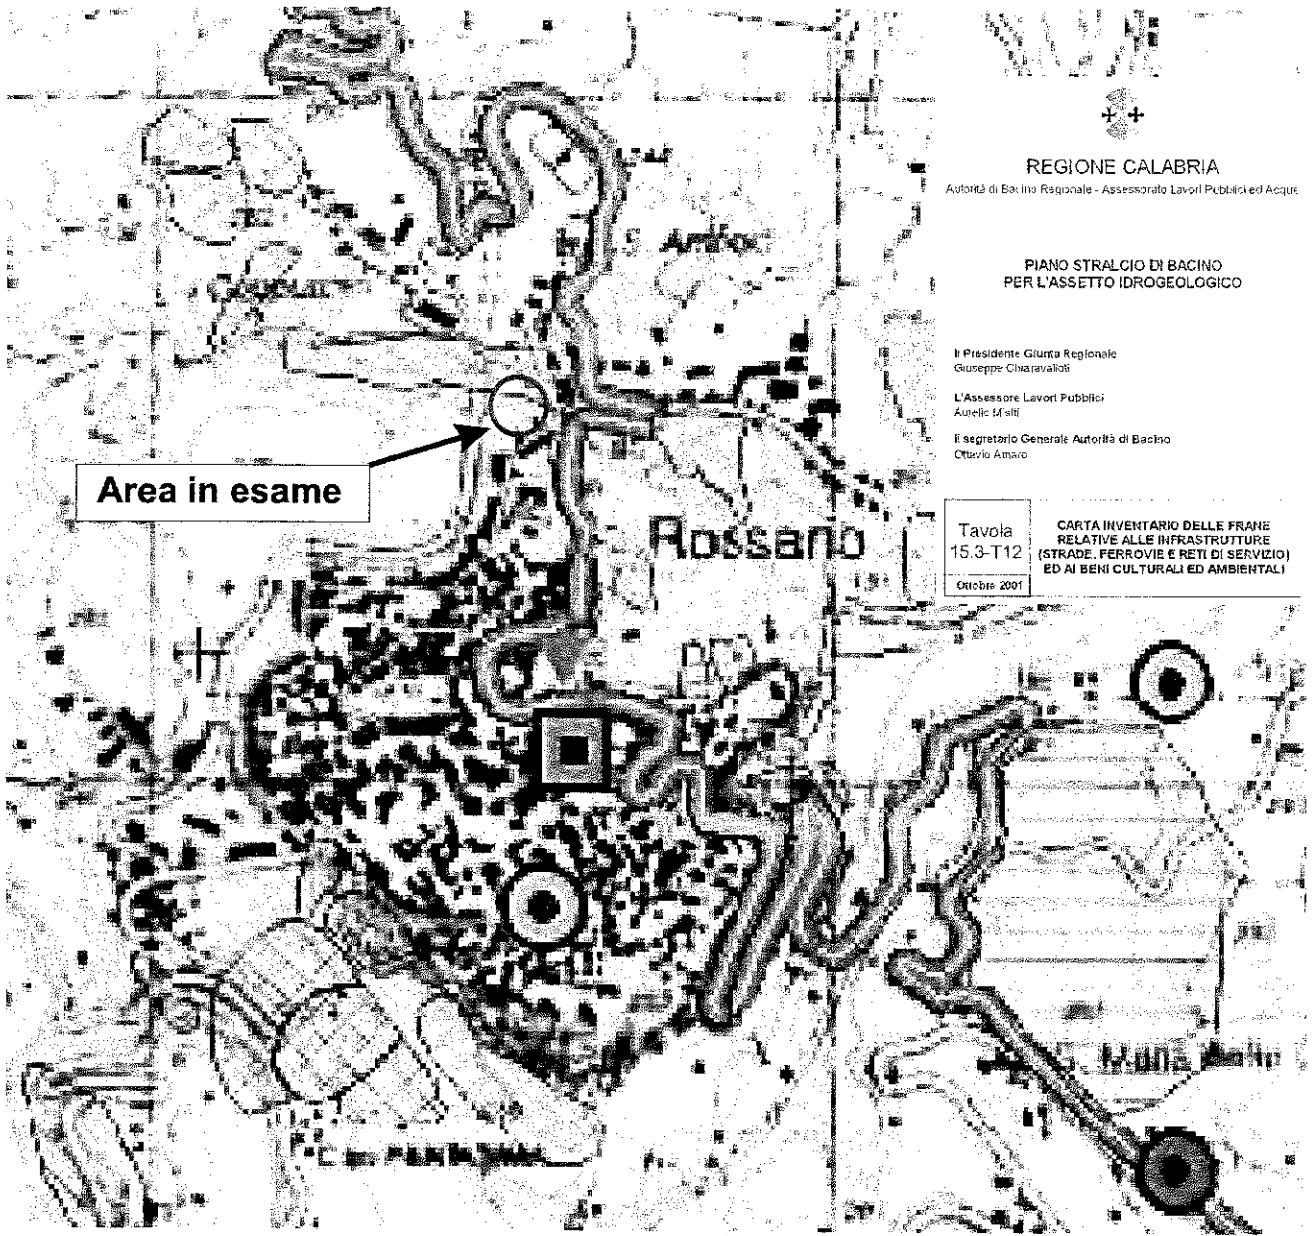 REGIONE CALABRIA
Autorità di Bacino Regionale - Assessorato Lavori Pubblici ed Acque
PIANO STRALCIO DI BACINO
PER L'ASSETTO IDROGEOLOGICO
Il Presidente Giunta Regionale
Giuseppe Chiaravalloti
L'Assessore Lavori Pubblici
Aurelio Misiti
Il segretario Generale Autorità di Bacino
Ottavio Amaro
Area in esame
Rossano
Tavola
15.3-T12
Ottobre 2001
CARTA INVENTARIO DELLE FRANE
RELATIVE ALLE INFRASTRUTTURE
(STRADE, FERROVIE E RETI DI SERVIZIO)
ED AI BENI CULTURALI ED AMBIENTALI